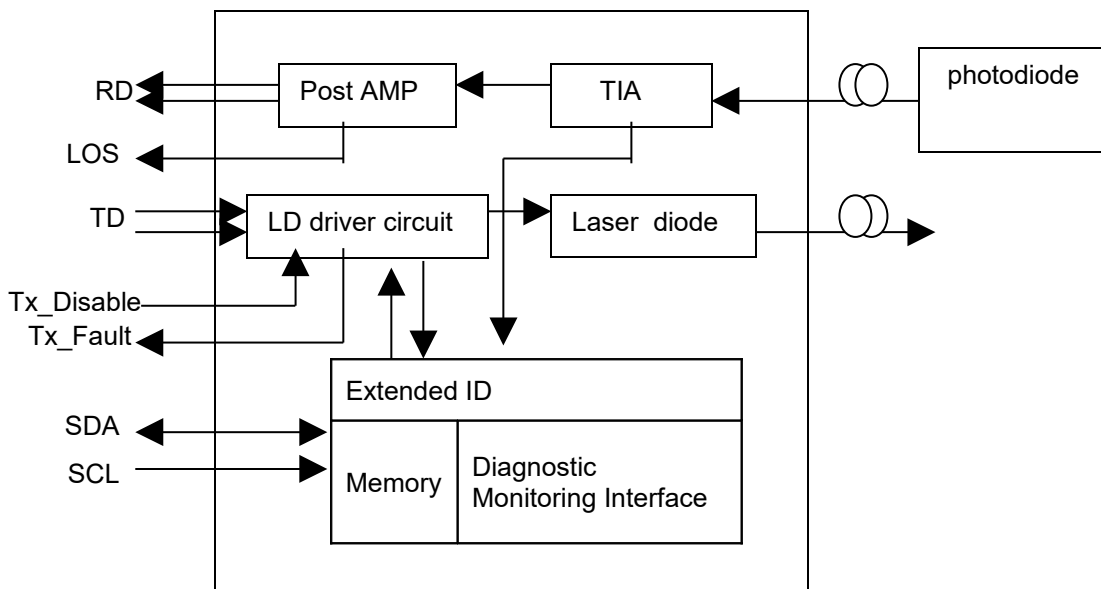 photodiode
RD
Post AMP
TIA
LOS
TD
LD driver circuit
Laser diode
Tx_Disable
Tx_Fault
Extended ID
SDA
SCL
Memory
Diagnostic
Monitoring Interface